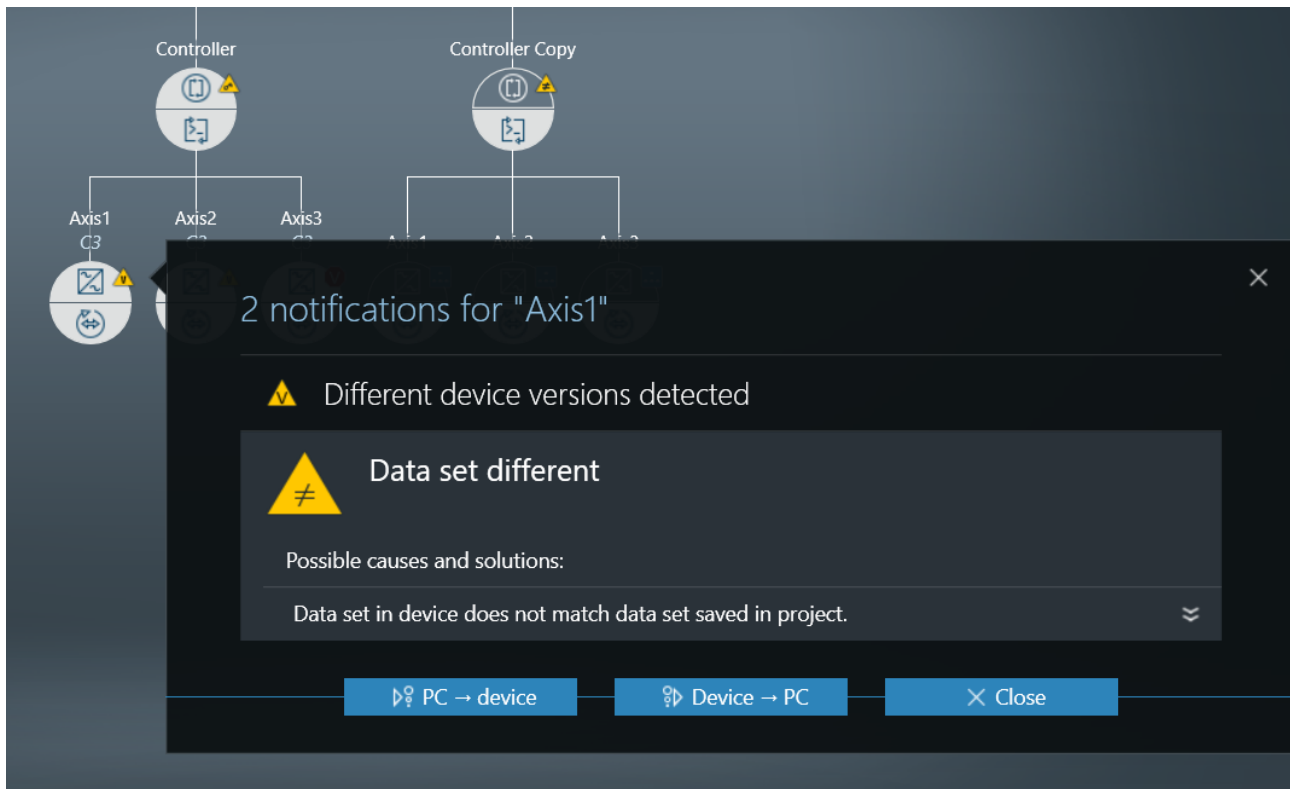 Controller
Controller Copy
Axis1
Axis2
Axis3
C3
2 notifications for "Axis1"
V
Different device versions detected
Data set different
≠
Possible causes and solutions:
Data set in device does not match data set saved in project.
PC → device
Device → PC
Close